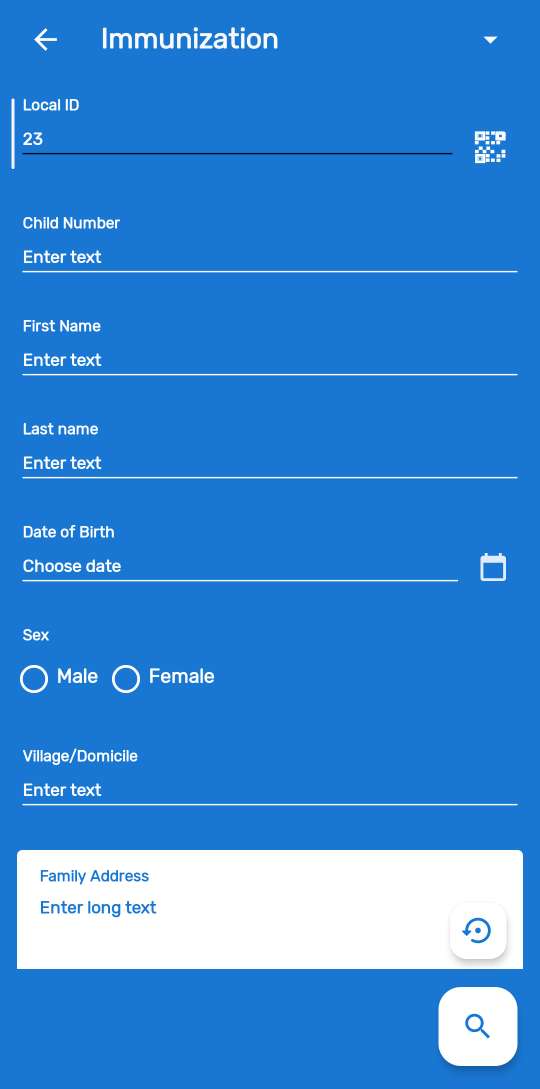 Immunization
Local ID
23
Child Number
Enter text
First Name
Enter text
Last name
Enter text
Date of Birth
Choose date
Sex
Male Female
Village/Domicile
Enter text
Family Address
Enter long text